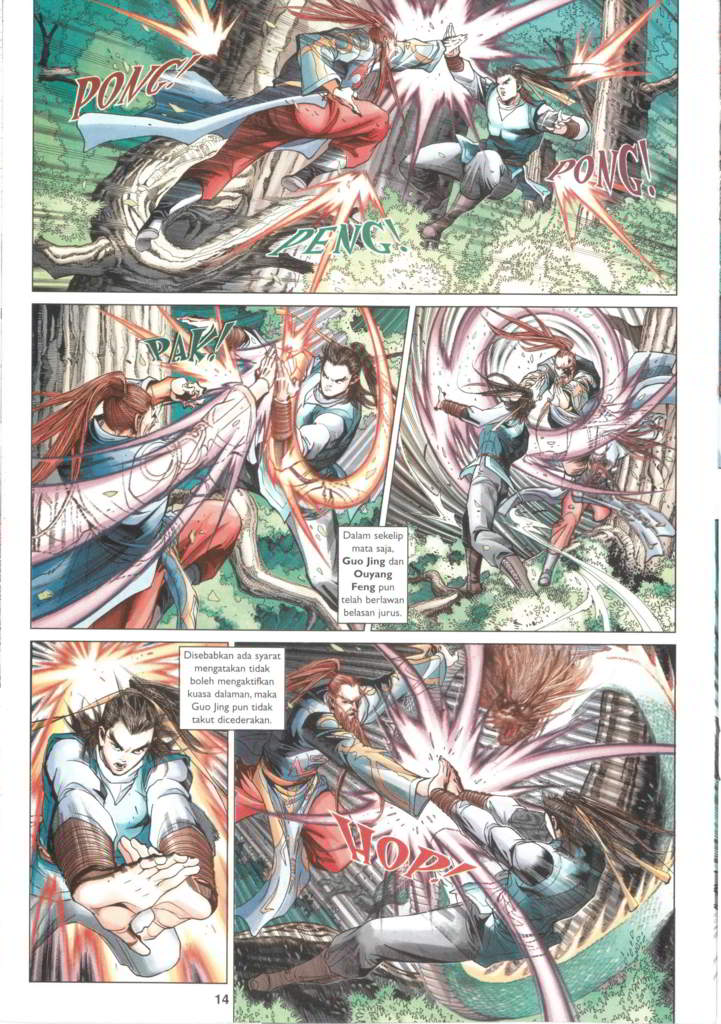 PONG!
PENG!
PONG!
PAK!
Dalam sekelip
mata saja,
Guo Jing dan
Ouyang
Feng pun
telah berlawan
belasan jurus.
Disebabkan ada syarat
mengatakan tidak
boleh mengaktifkan
kuasa dalaman, maka
Guo Jing pun tidak
takut dicederakan.
HOP!
14